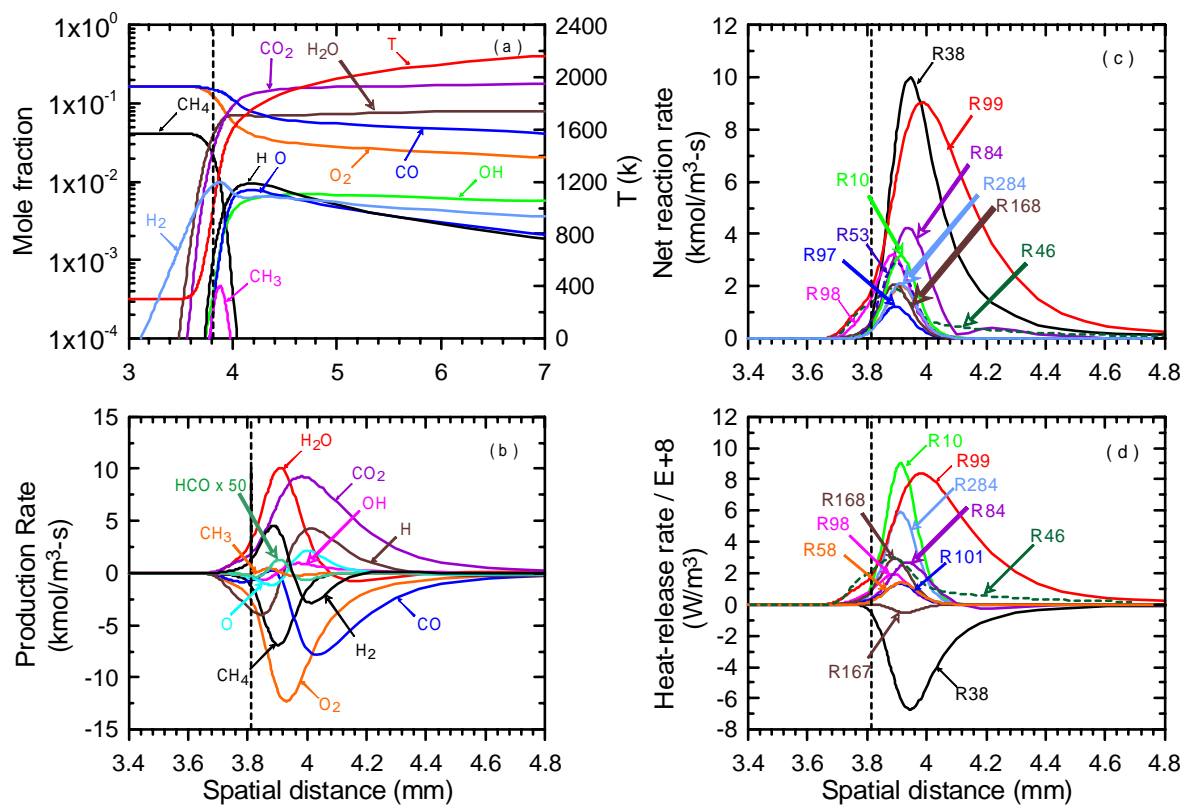 ( a )
Mole fraction
1x10⁰
1x10⁻¹
1x10⁻²
1x10⁻³
1x10⁻⁴
T (k)
2400
2100
1800
1500
1200
900
600
300
0
3 4 5 6 7
CO₂
H₂O
T
CH₄
O₂
CO
H
O
OH
H₂
CH₃
( c )
Net reaction rate
(kmol/m³-s)
12
10
8
6
4
2
0
3.4 3.6 3.8 4 4.2 4.4 4.6 4.8
R38
R99
R84
R10
R284
R168
R53
R97
R46
R98
( b )
Production Rate
(kmol/m³-s)
15
10
5
0
-5
-10
-15
3.4 3.6 3.8 4 4.2 4.4 4.6 4.8
Spatial distance (mm)
H₂O
HCO x 50
CO₂
OH
CH₃
H
O
CO
H₂
CH₄
O₂
( d )
Heat-release rate / E+8
(W/m³)
12
10
8
6
4
2
0
-2
-4
-6
-8
3.4 3.6 3.8 4 4.2 4.4 4.6 4.8
Spatial distance (mm)
R10
R99
R284
R168
R84
R98
R58
R101
R46
R167
R38